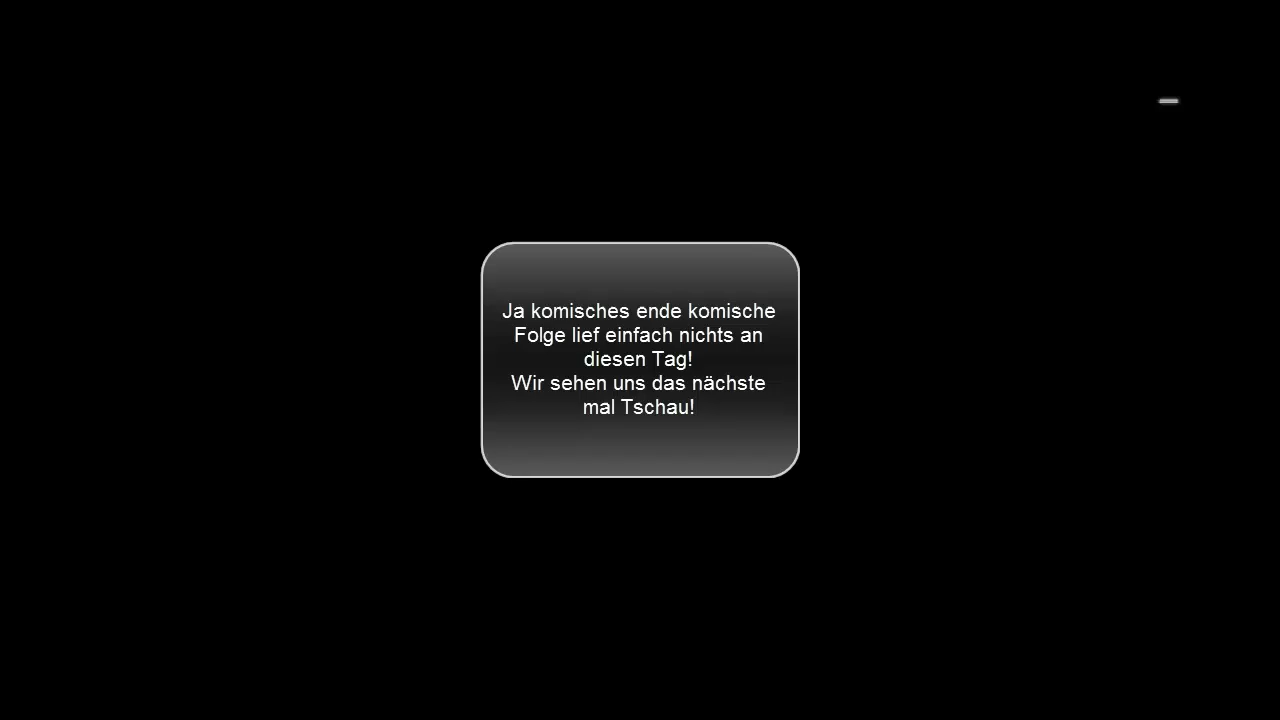 Ja komisches ende komische
Folge lief einfach nichts an
diesen Tag!
Wir sehen uns das nächste
mal Tschau!